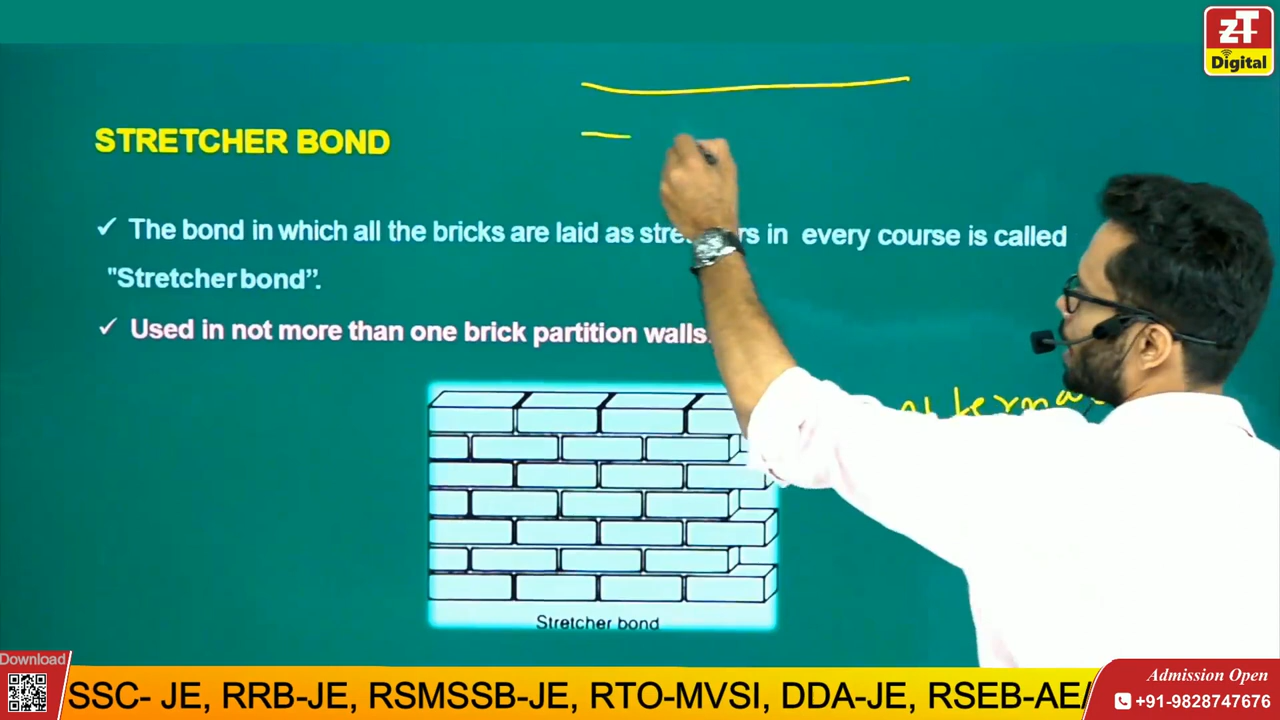 zT
Digital
STRETCHER BOND
✓ The bond in which all the bricks are laid as in every course is called
"Stretcher bond".
✓ Used in not more than one brick partition walls.
Stretcher bond
Download
SSC- JE, RRB-JE, RSMSSB-JE, RTO-MVSI, DDA-JE, RSEB-AE/
Admission Open
+91-9828747676